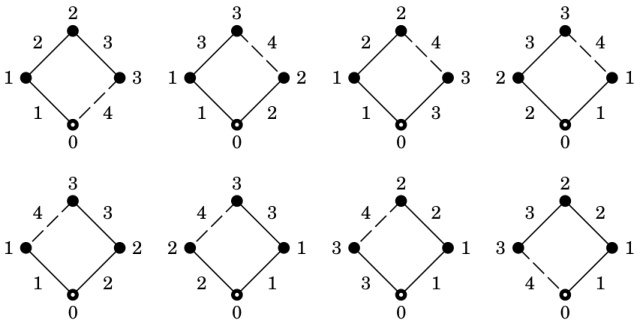 2 3 2 3
2 3 3 4 2 4 3 4
1 3 1 2 1 3 2 1
1 4 1 2 1 3 2 1
0 0 0 0
3 3 2 2
4 3 4 3 4 2 3 2
1 2 2 1 3 1 3 1
1 2 2 1 3 1 4 1
0 0 0 0